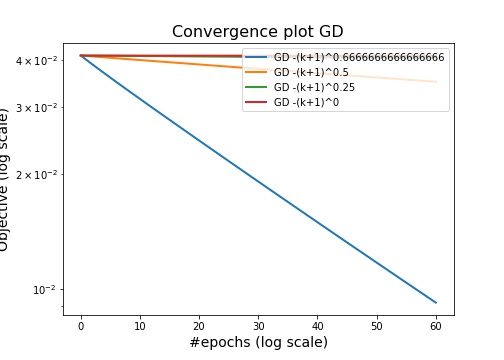 Convergence plot GD
GD -(k+1)^0.6666666666666666
GD -(k+1)^0.5
GD -(k+1)^0.25
GD -(k+1)^0
4 × 10⁻²
3 × 10⁻²
2 × 10⁻²
10⁻²
Objective (log scale)
0 10 20 30 40 50 60
#epochs (log scale)